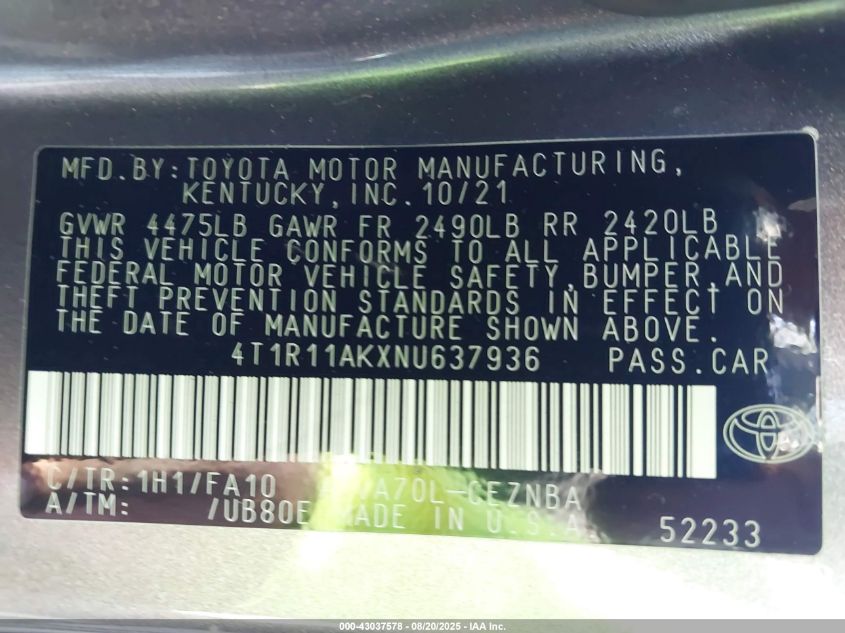 MFD.BY:TOYOTA MOTOR MANUFACTURING,
KENTUCKY,INC.10/21
GVWR 4475LB GAWR FR 2490LB RR 2420LB
THIS VEHICLE CONFORMS TO ALL APPLICABLE
FEDERAL MOTOR VEHICLE SAFETY,BUMPER,AND
THEFT PREVENTION STANDARDS IN EFFECT ON
THE DATE OF MANUFACTURE SHOWN ABOVE.
4T1R11AKXNU637936 PASS.CAR
C/TR:1H1/FA10 A70L-CEZNBA
A/TM: /UB80E MADE IN U.S.A. 52233
000-43037578 - 08/20/2025 - IAA Inc.